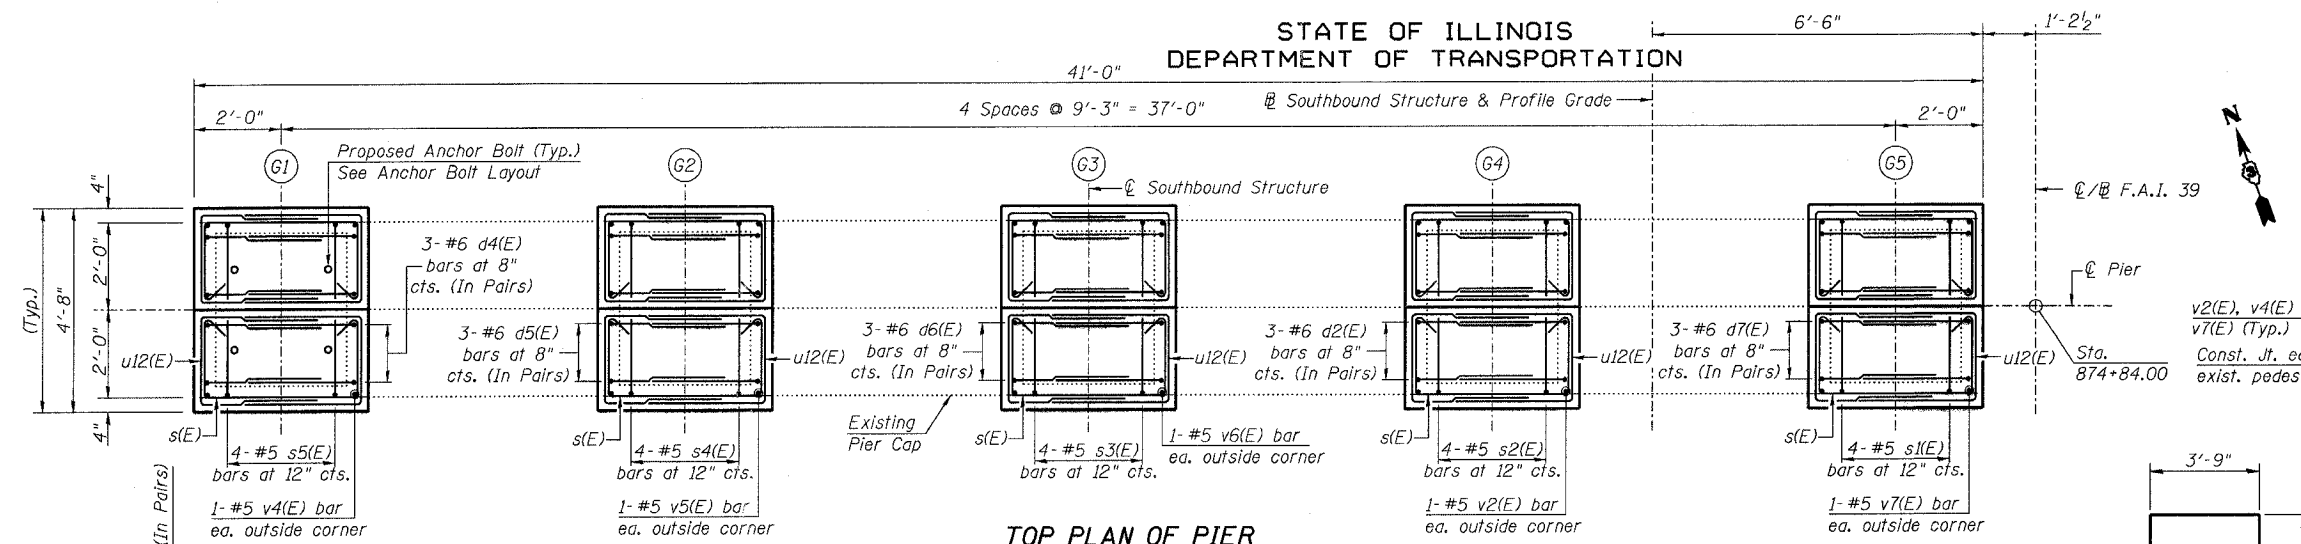 STATE OF ILLINOIS
DEPARTMENT OF TRANSPORTATION
6'-6"
1'-2½"
41'-0"
4 Spaces @ 9'-3" = 37'-0"
℄ Southbound Structure & Profile Grade
2'-0"
2'-0"
N
G1
G2
G3
G4
G5
Proposed Anchor Bolt (Typ.)
See Anchor Bolt Layout
℄ Southbound Structure
℄/℄ F.A.I. 39
4"
2'-0"
(Typ.)
4'-8"
2'-0"
4"
3-#6 d4(E)
bars at 8"
cts. (In Pairs)
3-#6 d5(E)
bars at 8"
cts. (In Pairs)
3-#6 d6(E)
bars at 8"
cts. (In Pairs)
3-#6 d2(E)
bars at 8"
cts. (In Pairs)
3-#6 d7(E)
bars at 8"
cts. (In Pairs)
℄ Pier
u12(E)
u12(E)
u12(E)
u12(E)
u12(E)
Sta.
874+84.00
v2(E), v4(E)
v7(E) (Typ.)
Const. Jt.
exist.
Existing
Pier Cap
s(E)
s(E)
s(E)
s(E)
s(E)
4-#5 s5(E)
bars at 12" cts.
4-#5 s4(E)
bars at 12" cts.
4-#5 s3(E)
bars at 12" cts.
4-#5 s2(E)
bars at 12" cts.
4-#5 s1(E)
bars at 12" cts.
1-#5 v4(E) bar
ea. outside corner
1-#5 v5(E) bar
ea. outside corner
1-#5 v6(E) bar
ea. outside corner
1-#5 v2(E) bar
ea. outside corner
1-#5 v7(E) bar
ea. outside corner
(In Pairs)
3'-9"
TOP PLAN OF PIER